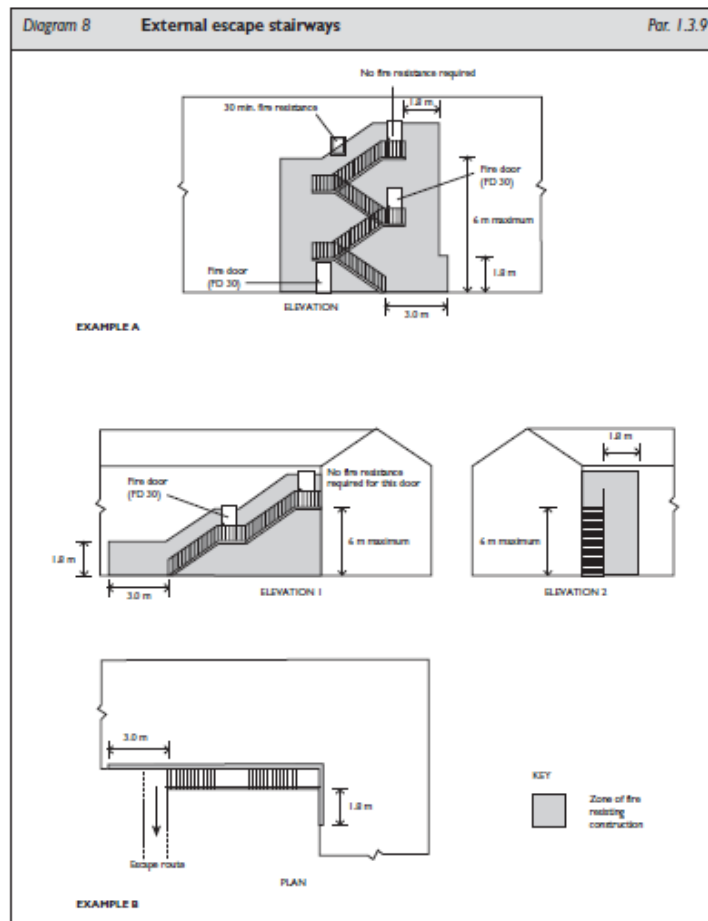 Diagram 8 External escape stairways Par. 1.3.9
No fire resistance required
1.8 m
30 min. fire resistance
Fire door
(FD 30)
6 m maximum
1.8 m
Fire door
(FD 30)
ELEVATION
3.0 m
EXAMPLE A
1.8 m
Fire door
(FD 30)
No fire resistance
required for this door
6 m maximum
6 m maximum
1.8 m
3.0 m
ELEVATION 1
ELEVATION 2
3.0 m
1.8 m
KEY
Zone of fire
resisting
construction
Escape route
PLAN
EXAMPLE B